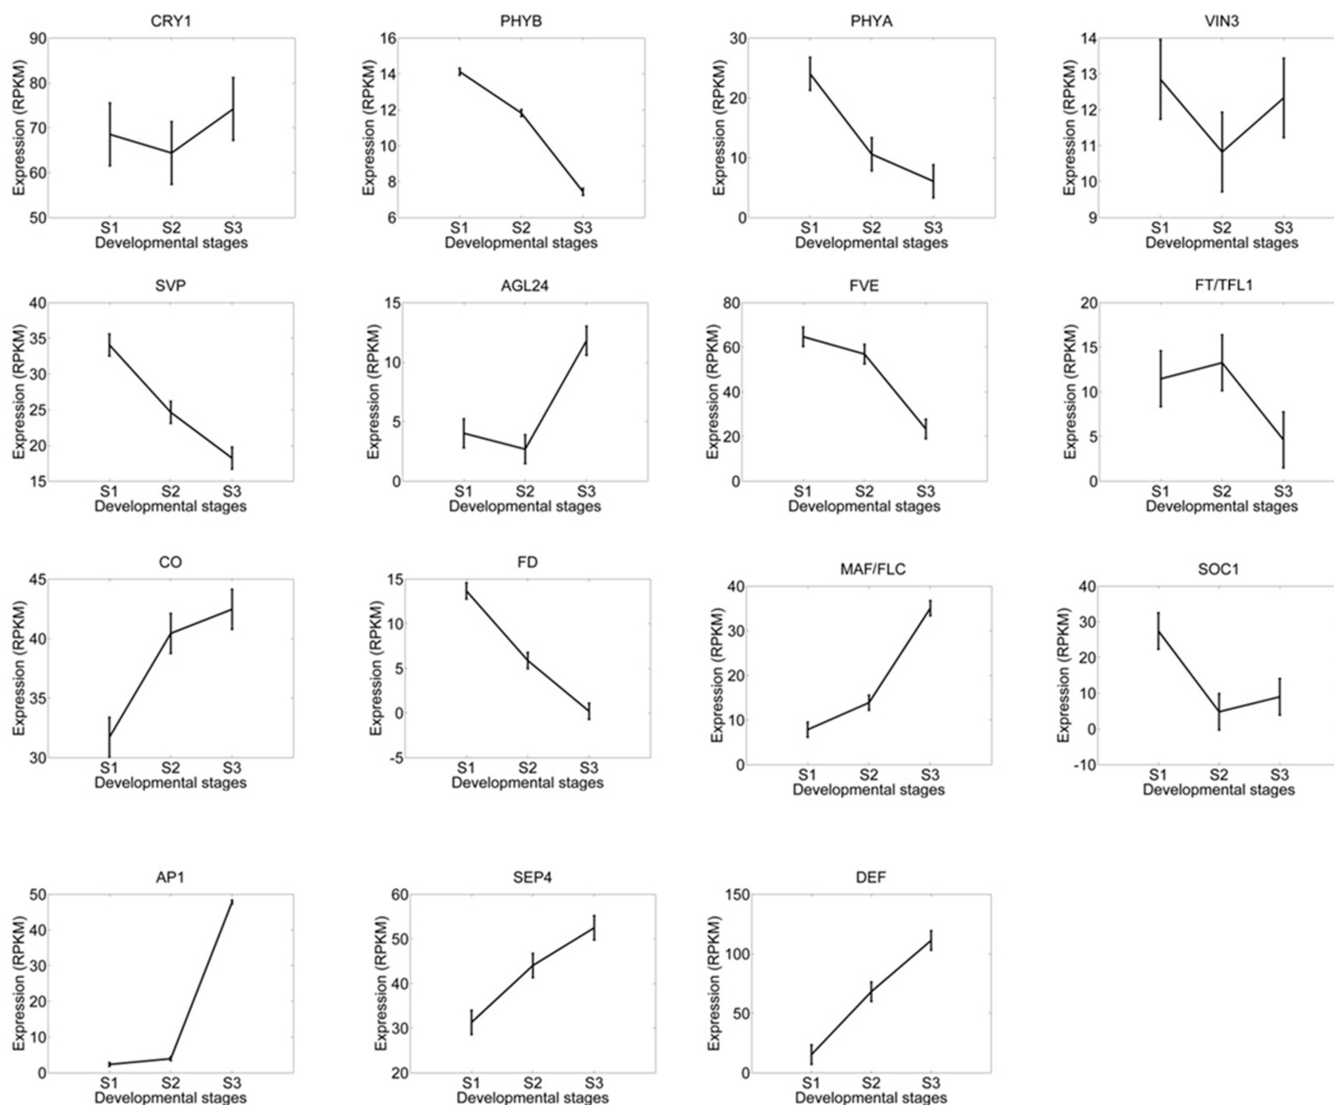 CRY1
90
80
70
60
50
Expression (RPKM)
S1 S2 S3
Developmental stages
PHYB
16
14
12
10
8
6
Expression (RPKM)
S1 S2 S3
Developmental stages
PHYA
30
20
10
0
Expression (RPKM)
S1 S2 S3
Developmental stages
VIN3
14
13
12
11
10
9
Expression (RPKM)
S1 S2 S3
Developmental stages
SVP
40
35
30
25
20
15
Expression (RPKM)
S1 S2 S3
Developmental stages
AGL24
15
10
5
0
Expression (RPKM)
S1 S2 S3
Developmental stages
FVE
80
60
40
20
0
Expression (RPKM)
S1 S2 S3
Developmental stages
FT/TFL1
20
15
10
5
0
Expression (RPKM)
S1 S2 S3
Developmental stages
CO
45
40
35
30
Expression (RPKM)
S1 S2 S3
Developmental stages
FD
15
10
5
0
-5
Expression (RPKM)
S1 S2 S3
Developmental stages
MAF/FLC
40
30
20
10
0
Expression (RPKM)
S1 S2 S3
Developmental stages
SOC1
40
30
20
10
0
-10
Expression (RPKM)
S1 S2 S3
Developmental stages
AP1
50
40
30
20
10
0
Expression (RPKM)
S1 S2 S3
Developmental stages
SEP4
60
50
40
30
20
Expression (RPKM)
S1 S2 S3
Developmental stages
DEF
150
100
50
0
Expression (RPKM)
S1 S2 S3
Developmental stages